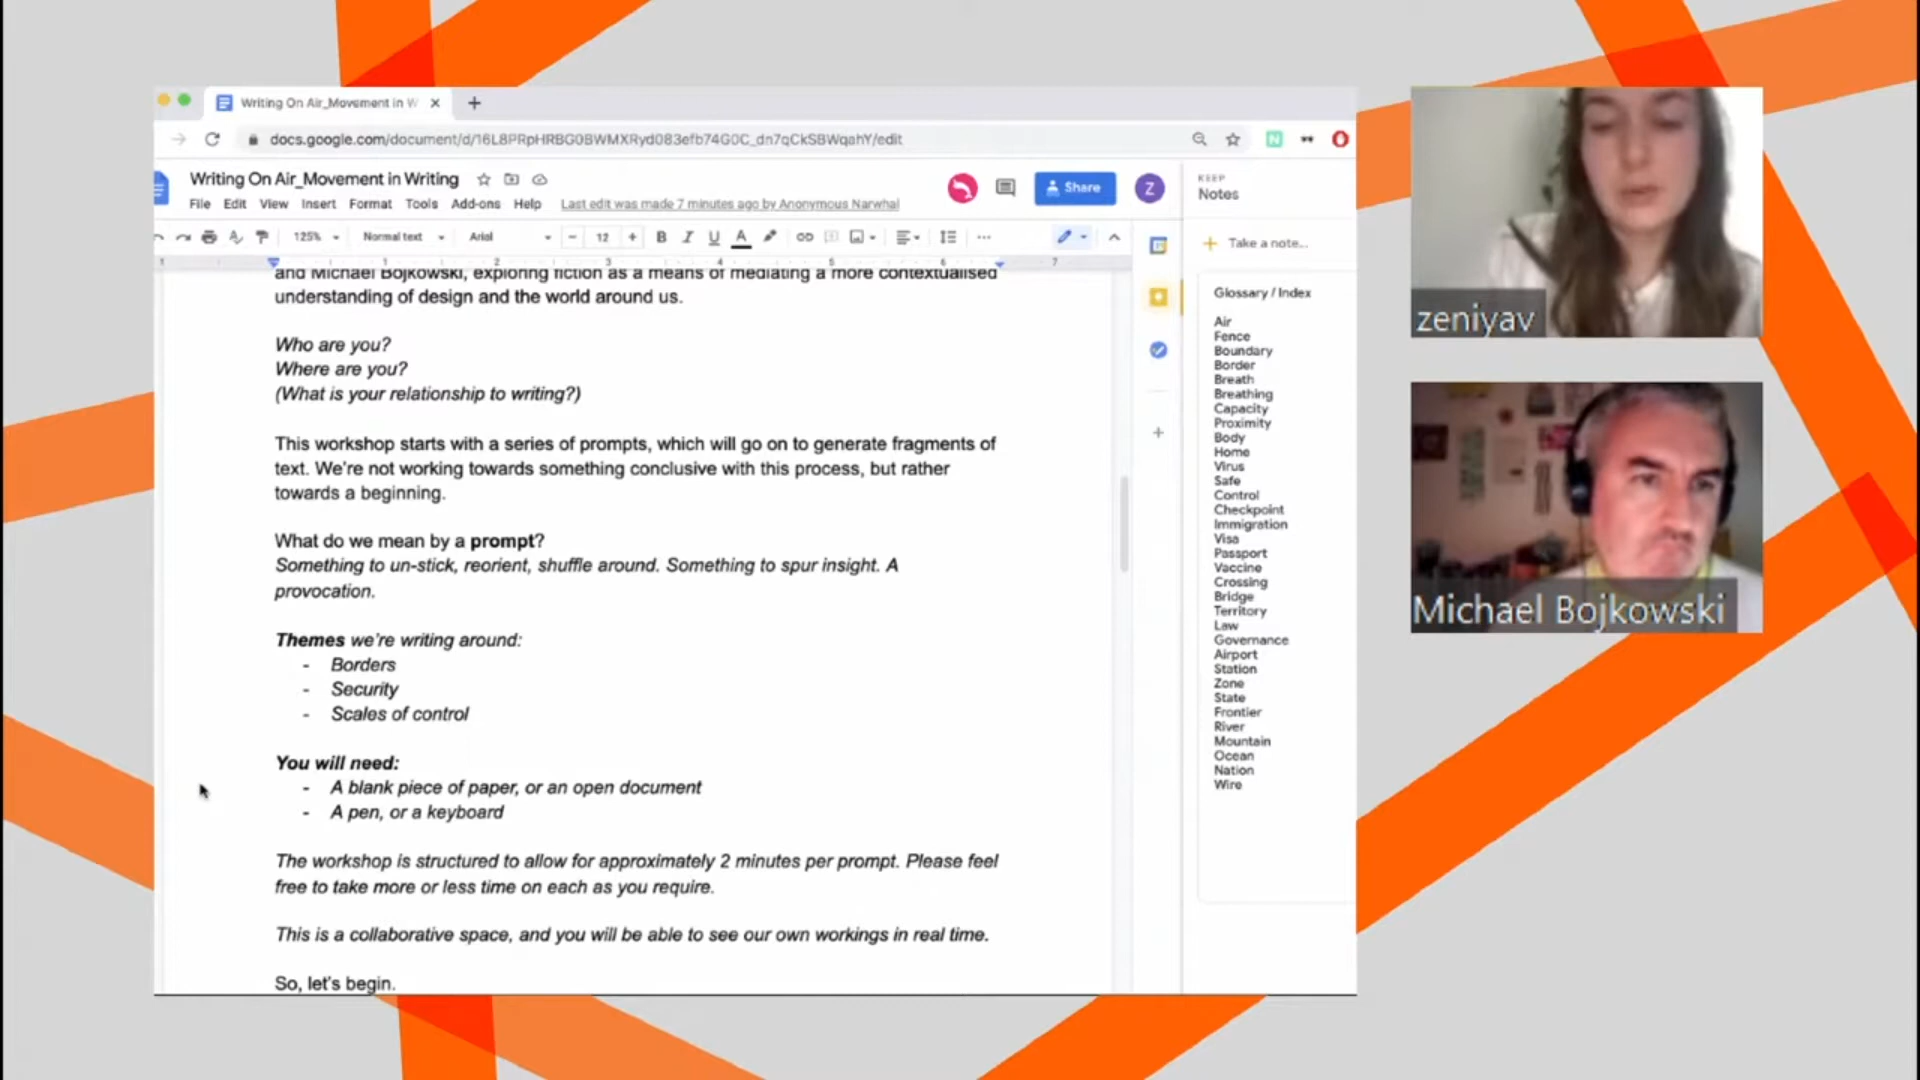 Writing On Air_Movement in W
docs.google.com/document/d/16L8PRpHRBG0BWMXRyd083efb74G0C_dn7qCkSBWqahY/edit
Writing On Air_Movement in Writing
Share
Z
File Edit View Insert Format Tools Add-ons Help Last edit was made 7 minutes ago by Anonymous Narwhal
125% Normal text Arial 12 B I U A
1 1 2 3 4 5 6 7
and Michael Bojkowski, exploring fiction as a means of mediating a more contextualised
understanding of design and the world around us.
Who are you?
Where are you?
(What is your relationship to writing?)
This workshop starts with a series of prompts, which will go on to generate fragments of
text. We're not working towards something conclusive with this process, but rather
towards a beginning.
What do we mean by a prompt?
Something to un-stick, reorient, shuffle around. Something to spur insight. A
provocation.
Themes we're writing around:
- Borders
- Security
- Scales of control
You will need:
- A blank piece of paper, or an open document
- A pen, or a keyboard
The workshop is structured to allow for approximately 2 minutes per prompt. Please feel
free to take more or less time on each as you require.
This is a collaborative space, and you will be able to see our own workings in real time.
So, let's begin.
KEEP
Notes
Take a note...
Glossary / Index
Air
Fence
Boundary
Border
Breath
Breathing
Capacity
Proximity
Body
Home
Virus
Safe
Control
Checkpoint
Immigration
Visa
Passport
Vaccine
Crossing
Bridge
Territory
Law
Governance
Airport
Station
Zone
State
Frontier
River
Mountain
Ocean
Nation
Wire
zeniyav
Michael Bojkowski